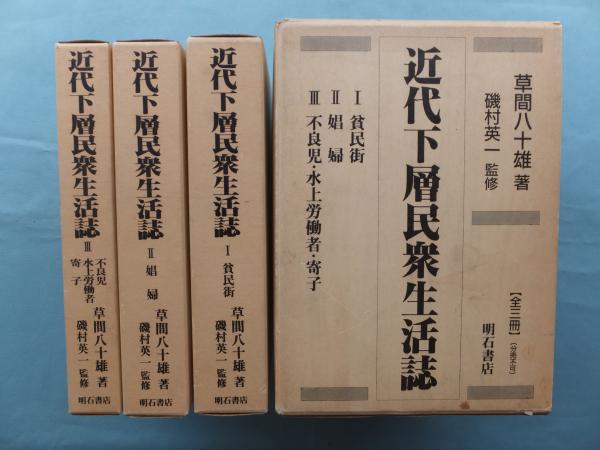 近代下層民衆生活誌
Ⅲ
不良児
水上労働者
寄子
草間八十雄 著
磯村英一 監修
明石書店
近代下層民衆生活誌
Ⅱ 娼婦
草間八十雄 著
磯村英一 監修
明石書店
近代下層民衆生活誌
Ⅰ 貧民街
草間八十雄 著
磯村英一 監修
明石書店
草間八十雄 著
磯村英一 監修
近代下層民衆生活誌
Ⅰ 貧民街
Ⅱ 娼婦
Ⅲ 不良児・水上労働者・寄子
【全三冊】（分売不可）
明石書店